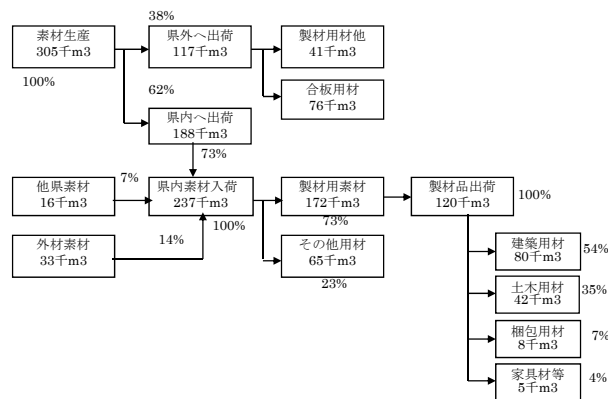 38%
素材生産
305千m3
県外へ出荷
117千m3
製材用材他
41千m3
100%
62%
合板用材
76千m3
県内へ出荷
188千m3
73%
他県素材
16千m3
7%
県内素材入荷
237千m3
製材用素材
172千m3
製材品出荷
120千m3
100%
100%
73%
外材素材
33千m3
14%
その他用材
65千m3
23%
建築用材
80千m3
54%
土木用材
42千m3
35%
梱包用材
8千m3
7%
家具材等
5千m3
4%